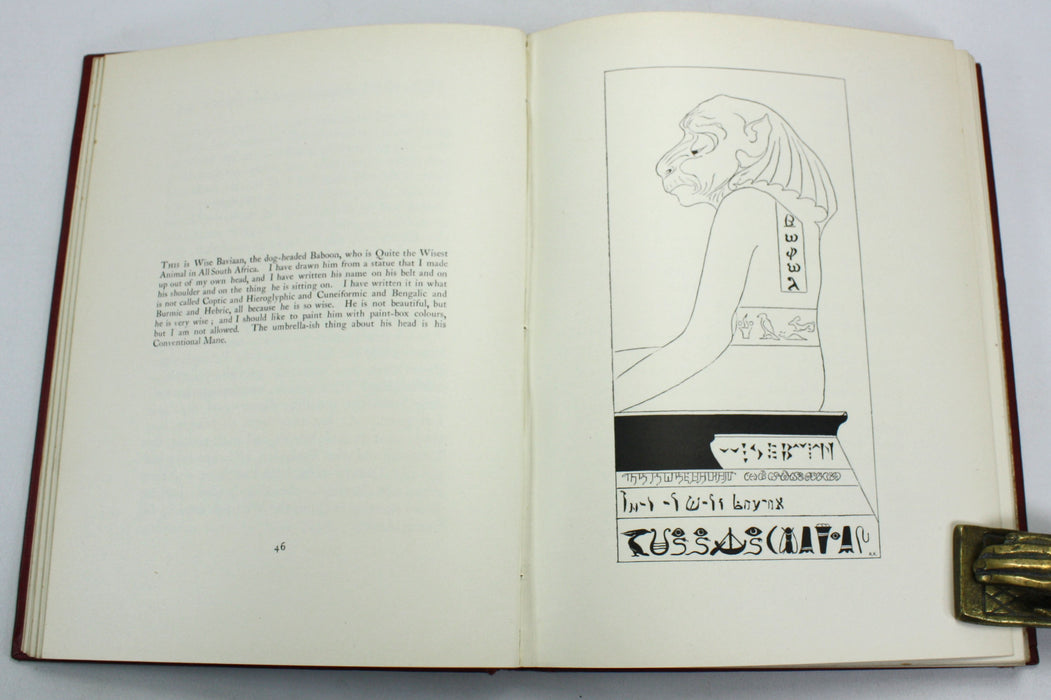 THIS is Wise Baviaan, the dog-headed Baboon, who is Quite the Wisest
Animal in All South Africa. I have drawn him from a statue that I made
up out of my own head, and I have written his name on his belt and on
his shoulder and on the thing he is sitting on. I have written it in what
is not called Coptic and Hieroglyphic and Cuneiformic and Bengalic and
Burmic and Hebric, all because he is so wise. He is not beautiful, but
he is very wise; and I should like to paint him with paint-box colours,
but I am not allowed. The umbrella-ish thing about his head is his
Conventional Mane.
46